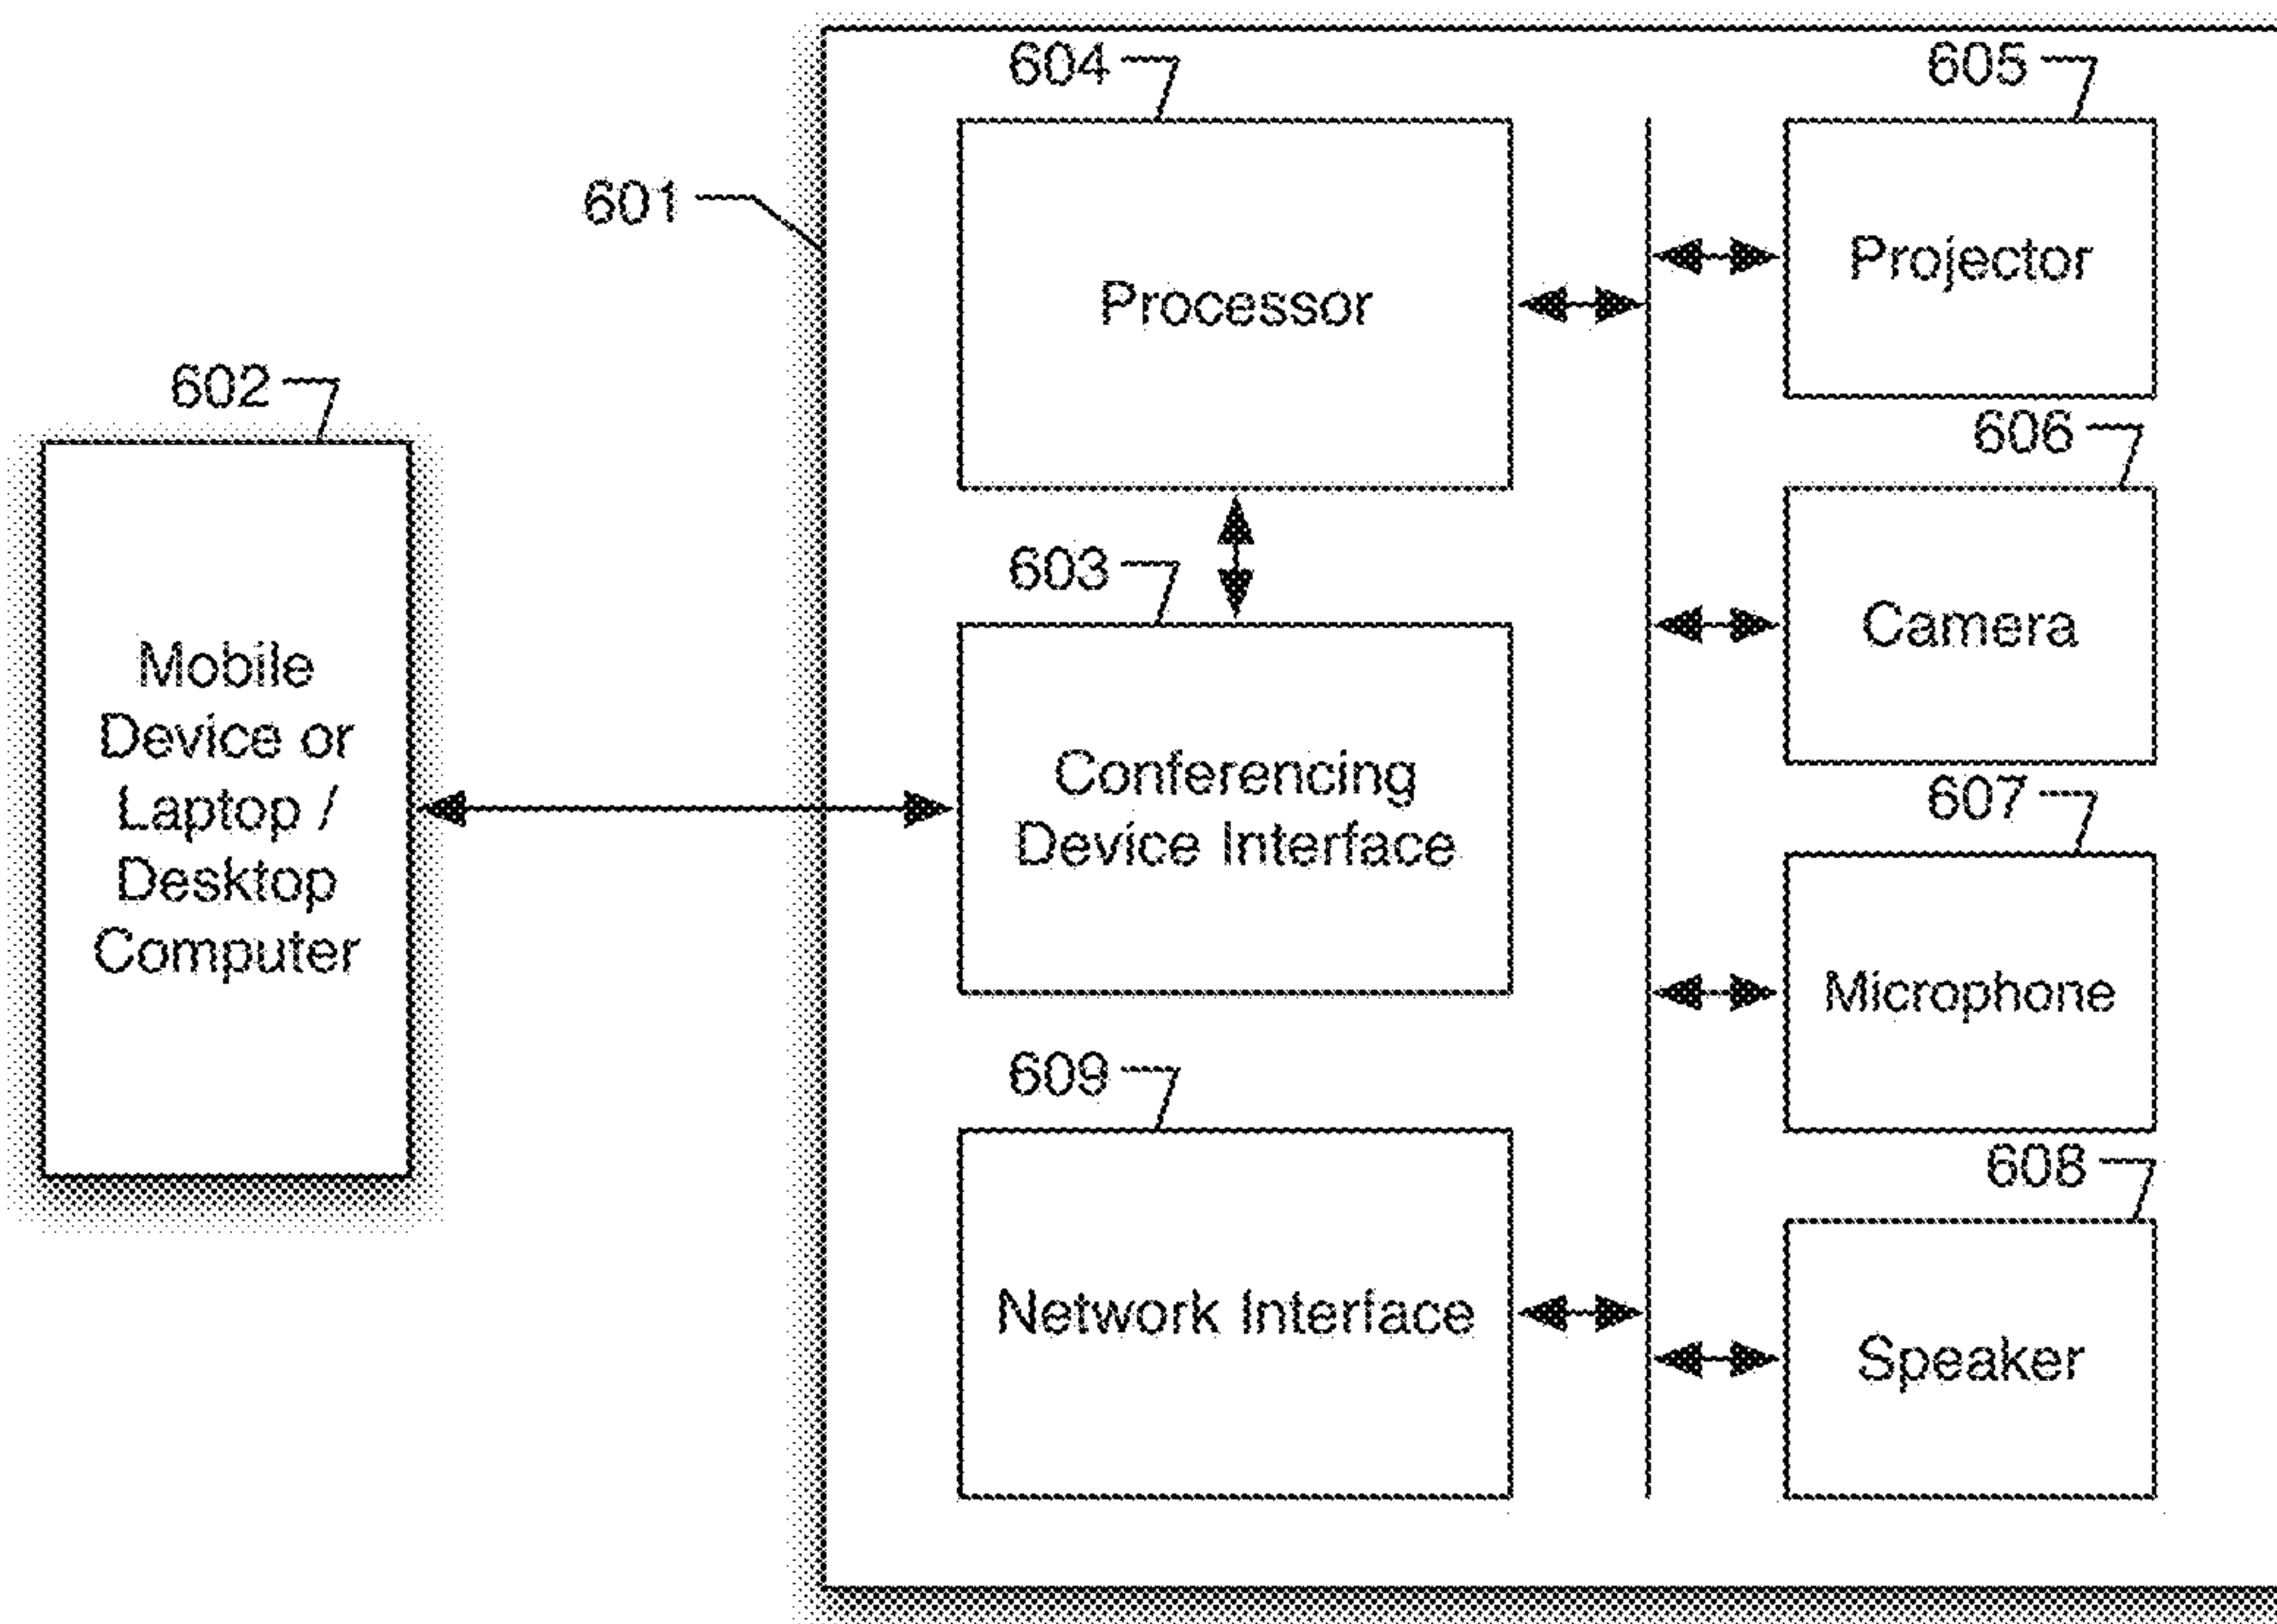 604
605
601
Processor
Projector
602
606
603
Camera
Mobile
Device or
Laptop /
Desktop
Computer
Conferencing
Device Interface
607
Microphone
609
608
Network Interface
Speaker